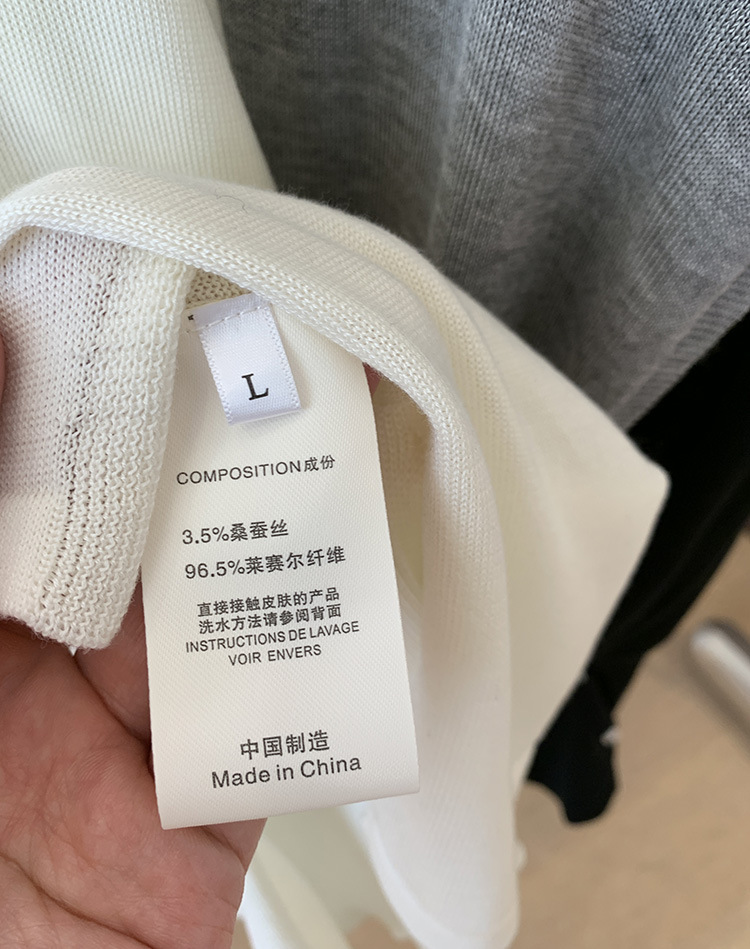 L
COMPOSITION成份
3.5%桑蚕丝
96.5%莱赛尔纤维
直接接触皮肤的产品
洗水方法请参阅背面
INSTRUCTIONS DE LAVAGE
VOIR ENVERS
中国制造
Made in China